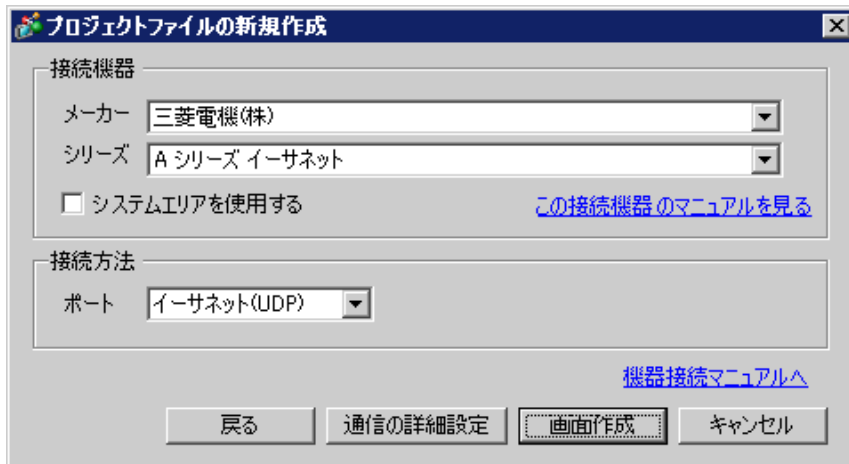 プロジェクトファイルの新規作成
接続機器
メーカー 三菱電機(株)
シリーズ A シリーズ イーサネット
システムエリアを使用する この接続機器のマニュアルを見る
接続方法
ポート イーサネット(UDP)
機器接続マニュアルへ
戻る 通信の詳細設定 画面作成 キャンセル